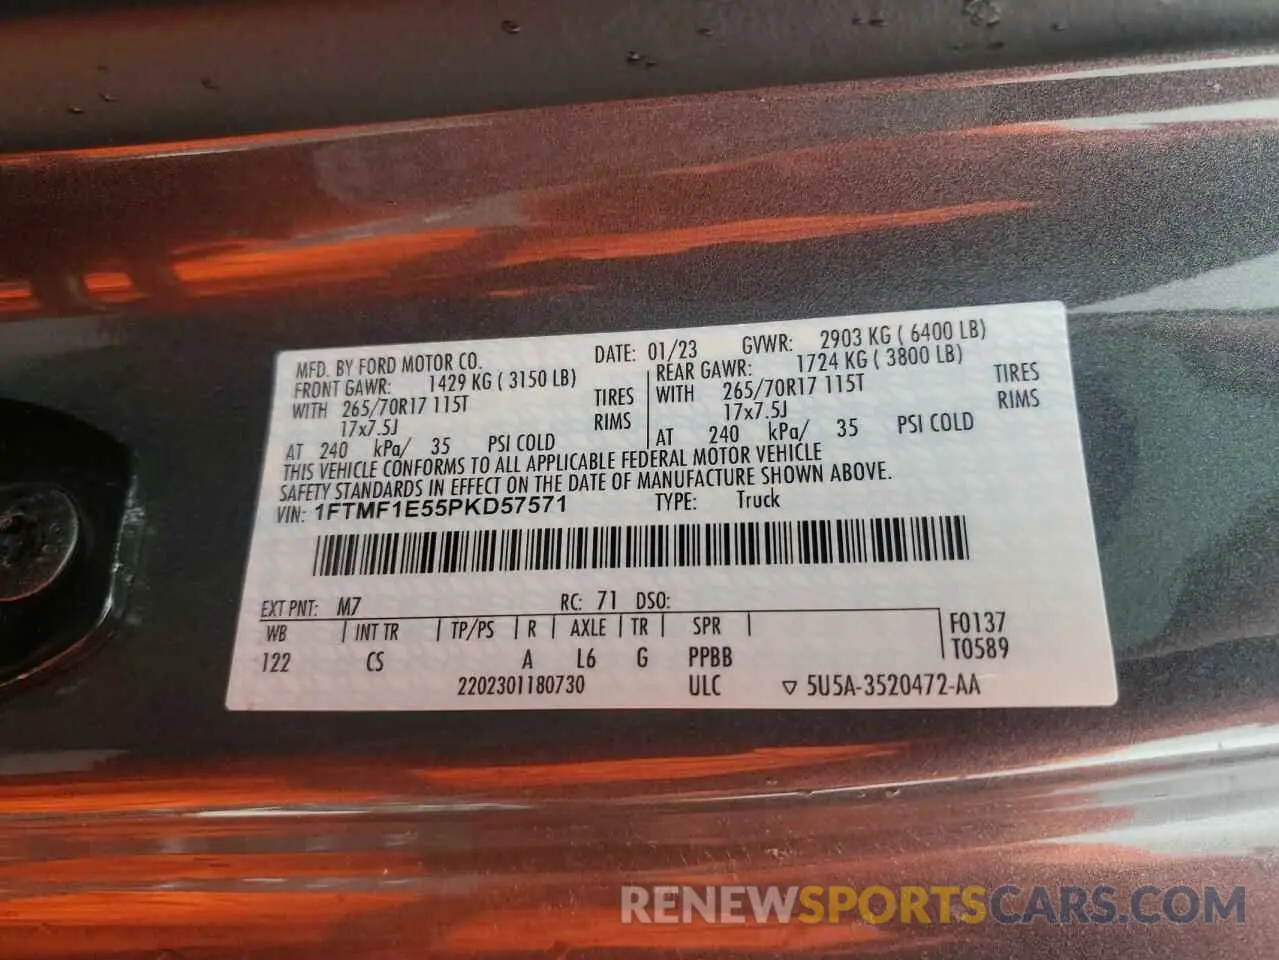 MFD. BY FORD MOTOR CO. DATE: 01/23 GVWR: 2903 KG ( 6400 LB)
FRONT GAWR: 1429 KG ( 3150 LB) REAR GAWR: 1724 KG ( 3800 LB)
WITH 265/70R17 115T TIRES WITH 265/70R17 115T TIRES
17x7.5J RIMS 17x7.5J RIMS
AT 240 kPa/ 35 PSI COLD AT 240 kPa/ 35 PSI COLD
THIS VEHICLE CONFORMS TO ALL APPLICABLE FEDERAL MOTOR VEHICLE
SAFETY STANDARDS IN EFFECT ON THE DATE OF MANUFACTURE SHOWN ABOVE.
VIN: 1FTMF1E55PKD57571 TYPE: Truck
EXT PNT: M7 RC: 71 DSO:
WB INT TR TP/PS R AXLE TR SPR F0137
122 CS A L6 G PPBB T0589
2202301180730 ULC ▽ 5U5A-3520472-AA
RENEWSPORTSCARS.COM